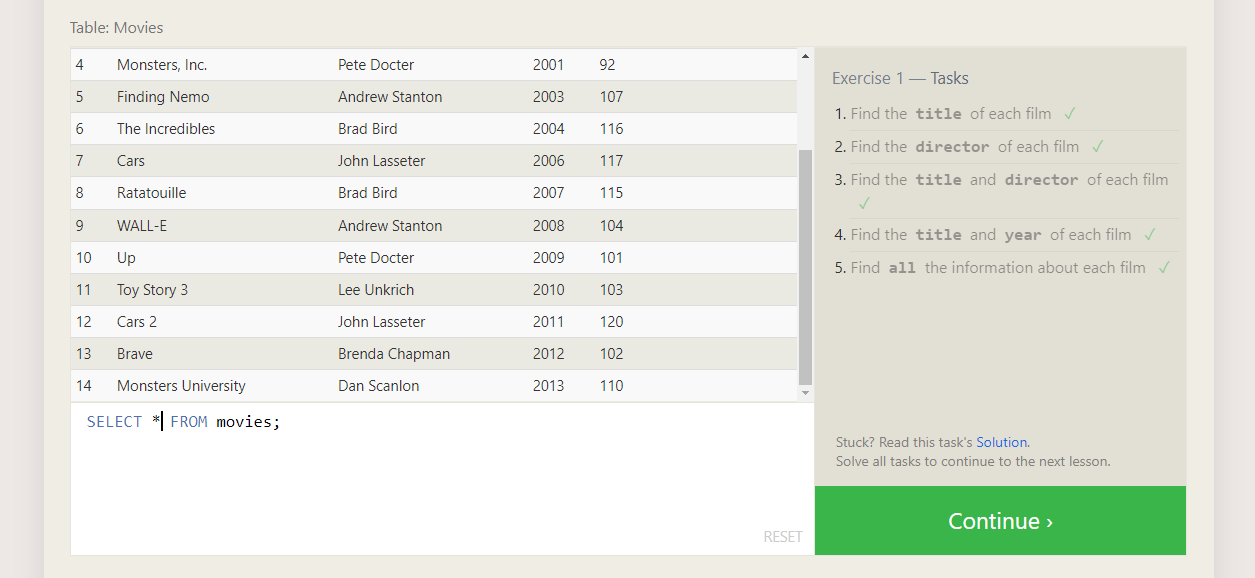 Table: Movies
4 Monsters, Inc. Pete Docter 2001 92
5 Finding Nemo Andrew Stanton 2003 107
6 The Incredibles Brad Bird 2004 116
7 Cars John Lasseter 2006 117
8 Ratatouille Brad Bird 2007 115
9 WALL-E Andrew Stanton 2008 104
10 Up Pete Docter 2009 101
11 Toy Story 3 Lee Unkrich 2010 103
12 Cars 2 John Lasseter 2011 120
13 Brave Brenda Chapman 2012 102
14 Monsters University Dan Scanlon 2013 110
SELECT * FROM movies;
RESET
Exercise 1 — Tasks
1. Find the title of each film ✓
2. Find the director of each film ✓
3. Find the title and director of each film
✓
4. Find the title and year of each film ✓
5. Find all the information about each film ✓
Stuck? Read this task's Solution.
Solve all tasks to continue to the next lesson.
Continue ›